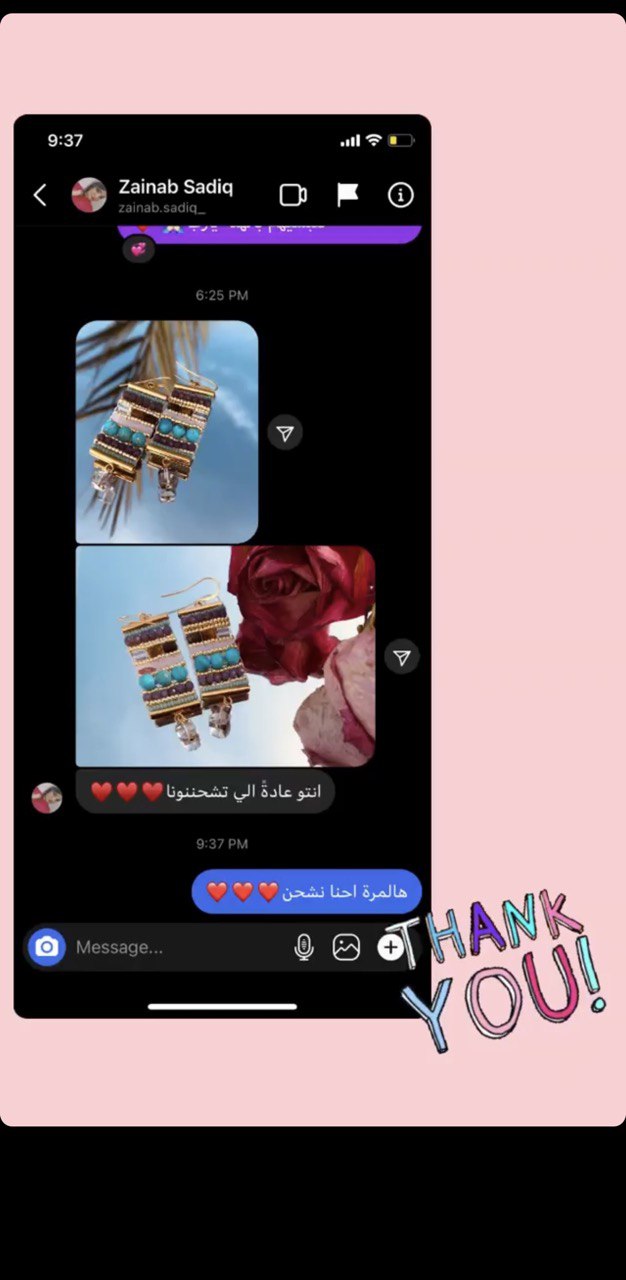 9:37
Zainab Sadiq
zainab.sadiq_
6:25 PM
انتو عادةً الي تشحننونا❤️❤️❤️
9:37 PM
هالمرة احنا نشحن❤️❤️❤️
Message...
THANK
YOU!